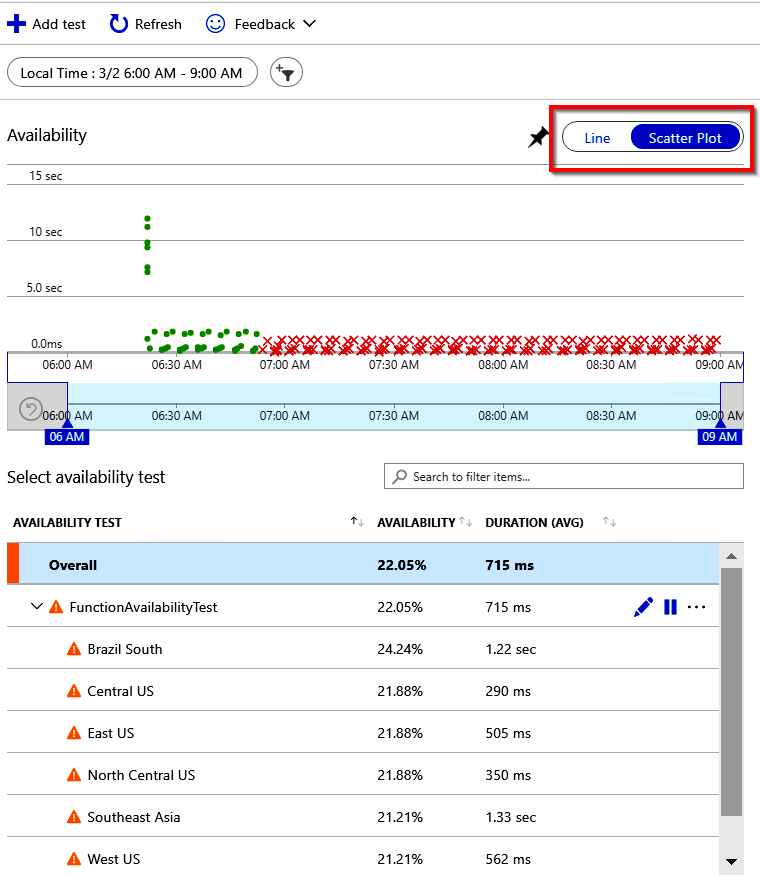 Add test Refresh Feedback
Local Time : 3/2 6:00 AM - 9:00 AM
Availability Line Scatter Plot
15 sec
10 sec
5.0 sec
0.0ms
06:00 AM 06:30 AM 07:00 AM 07:30 AM 08:00 AM 08:30 AM 09:00 AM
06:00 AM 06:30 AM 07:00 AM 07:30 AM 08:00 AM 08:30 AM 09:00 AM
06 AM 09 AM
Select availability test Search to filter items...
AVAILABILITY TEST AVAILABILITY DURATION (AVG)
Overall 22.05% 715 ms
FunctionAvailabilityTest 22.05% 715 ms
Brazil South 24.24% 1.22 sec
Central US 21.88% 290 ms
East US 21.88% 505 ms
North Central US 21.88% 350 ms
Southeast Asia 21.21% 1.33 sec
West US 21.21% 562 ms